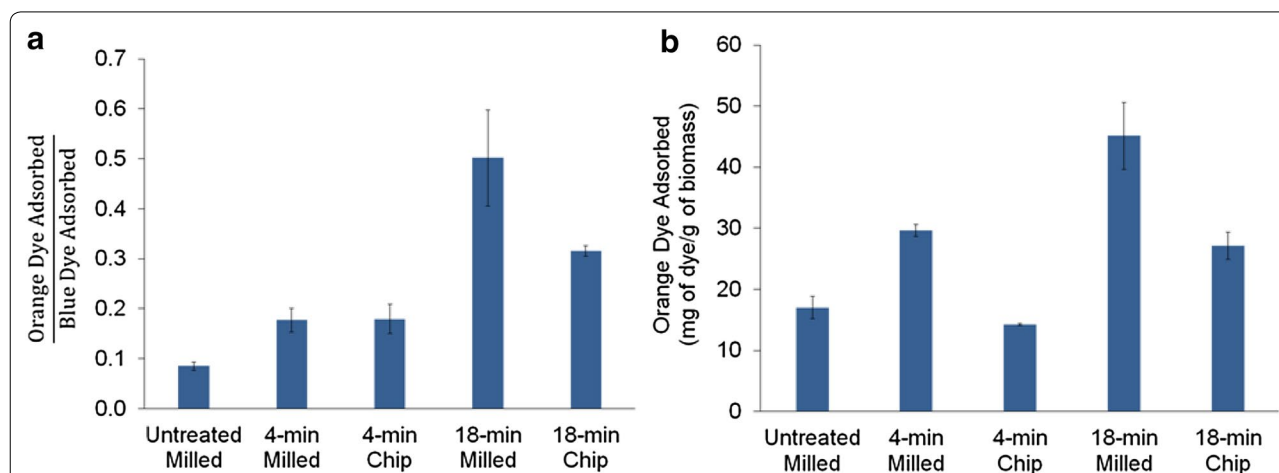 a
0.7
0.6
0.5
0.4
0.3
0.2
0.1
0.0
Orange Dye Adsorbed
Blue Dye Adsorbed
Untreated Milled
4-min Milled
4-min Chip
18-min Milled
18-min Chip
b
60
50
40
30
20
10
0
Orange Dye Adsorbed
(mg of dye/g of biomass)
Untreated Milled
4-min Milled
4-min Chip
18-min Milled
18-min Chip